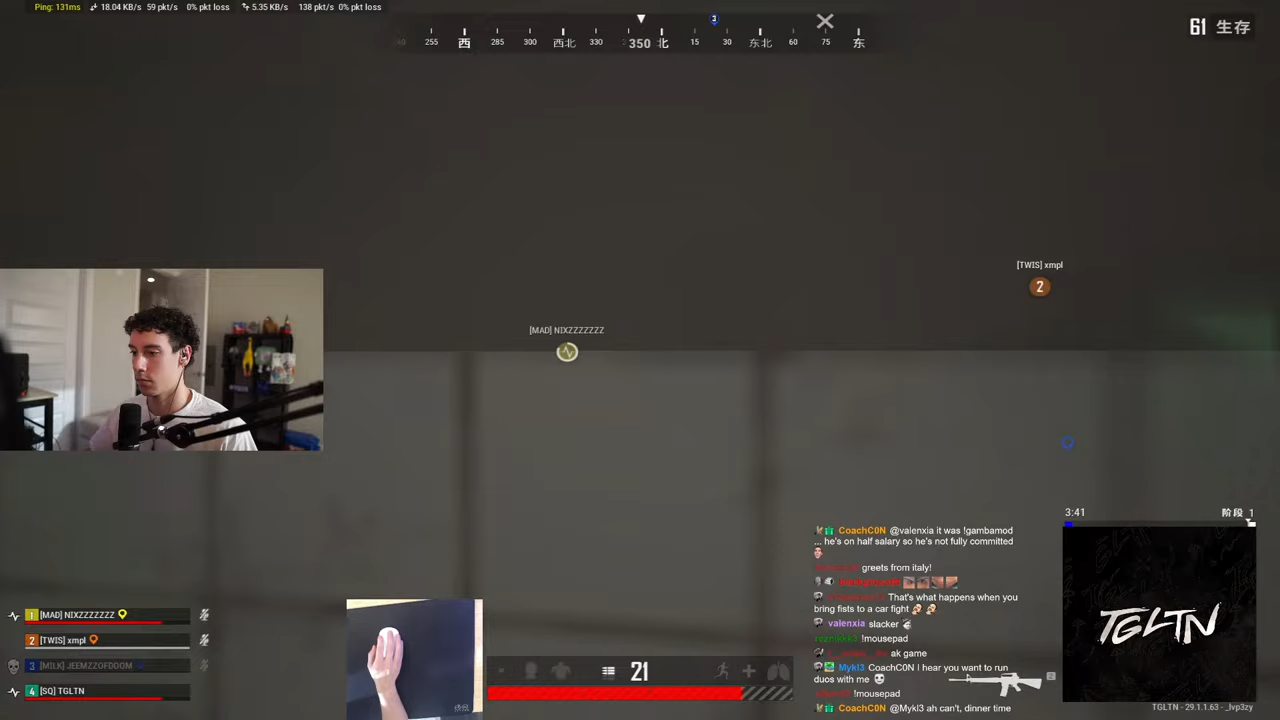 Ping: 131ms 18.04 KB/s 59 pkt/s 0% pkt loss 5.35 KB/s 138 pkt/s 0% pkt loss
3
255 西 285 300 西北 330 350 北 15 30 东北 60 75 东
61 生存
[TWIS] xmpl
2
[MAD] NIXZZZZZZZ
3:41 阶段 1
CoachC0N @valenxia it was !gambamod
... he's on half salary so he's not fully committed
greets from italy!
That's what happens when you
bring fists to a car fight
valenxia slacker
!mousepad
ak game
Mykl3 CoachC0N I hear you want to run
duos with me
!mousepad
CoachC0N @Mykl3 ah can't, dinner time
TGLTN
1 [MAD] NIXZZZZZZZ
2 [TWIS] xmpl
3 [MILK] JEEMZZOFDOOM
4 [SQ] TGLTN
21
2
TGLTN - 29.1.1.63 - _lvp3zy